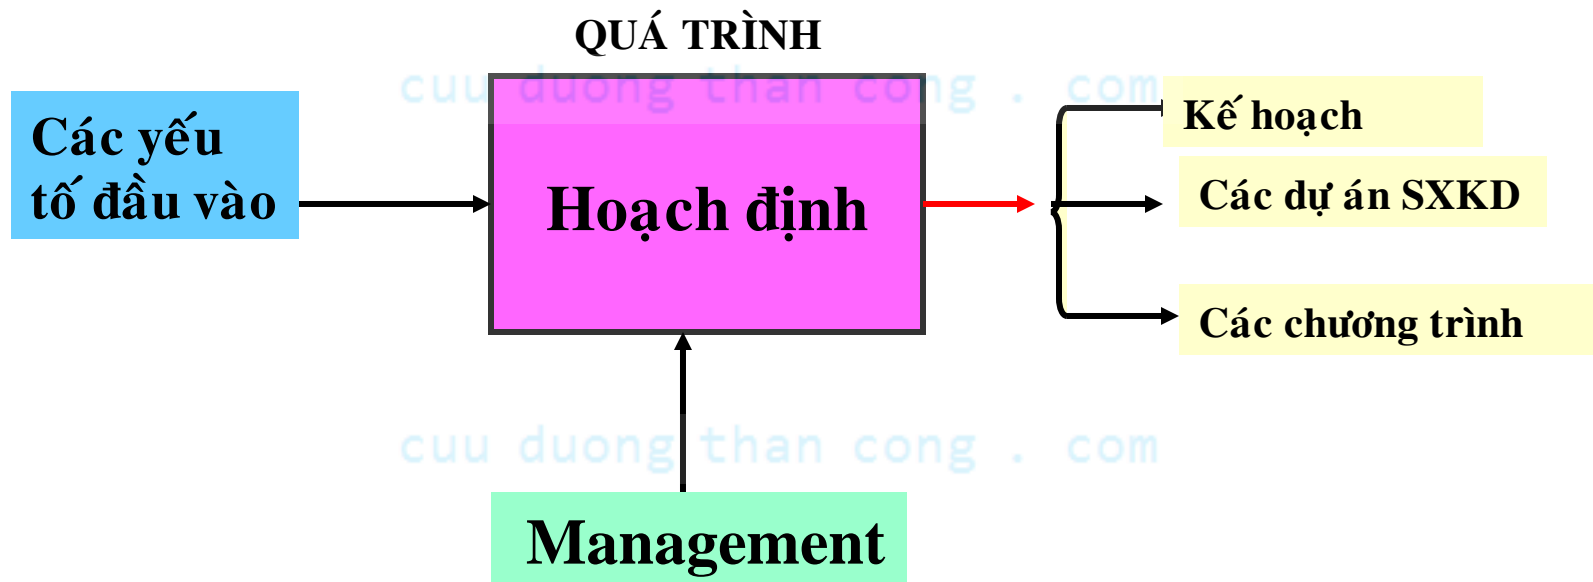 QUÁ TRÌNH
cuu duong than cong . com
Các yếu
tố đầu vào
Hoạch định
Kế hoạch
Các dự án SXKD
Các chương trình
cuu duong than cong . com
Management